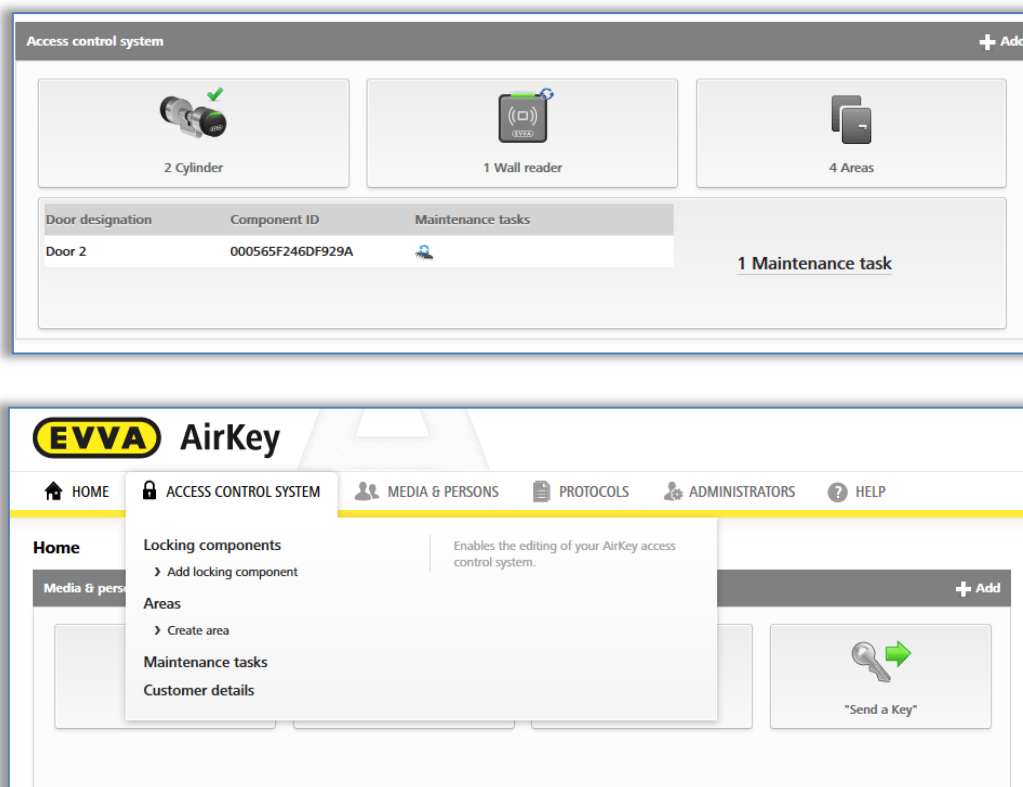 Access control system
Add
EVVA
2 Cylinder
1 Wall reader
4 Areas
Door designation Component ID Maintenance tasks
Door 2 000565F246DF929A
1 Maintenance task
EVVA AirKey
HOME ACCESS CONTROL SYSTEM MEDIA & PERSONS PROTOCOLS ADMINISTRATORS ? HELP
Home
Locking components
› Add locking component
Areas
› Create area
Maintenance tasks
Customer details
Enables the editing of your AirKey access
control system.
Media & perso
Add
"Send a Key"